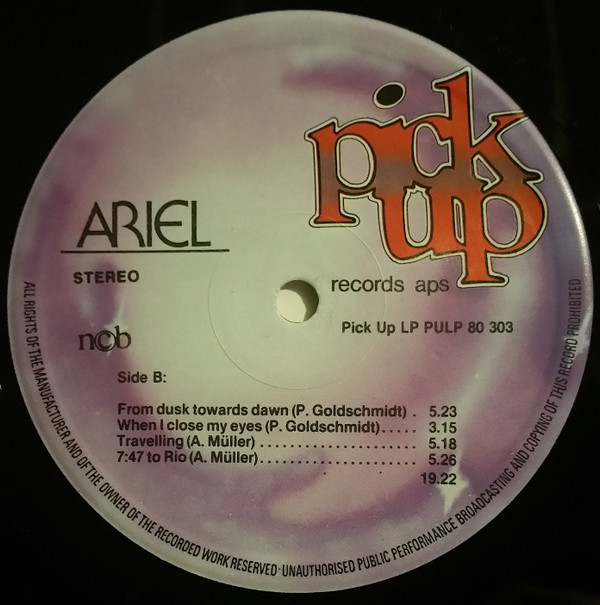 pick
up
ARIEL
STEREO
records aps
Pick Up LP PULP 80 303
n©b
Side B:
From dusk towards dawn (P. Goldschmidt) . 5.23
When I close my eyes (P. Goldschmidt)..... 3.15
Travelling (A. Müller) ...................... 5.18
7:47 to Rio (A. Müller)...................... 5.26
19.22
ALL RIGHTS OF THE MANUFACTURER AND OF THE OWNER OF THE RECORDED WORK RESERVED · UNAUTHORISED PUBLIC PERFORMANCE BROADCASTING AND COPYING OF THIS RECORD PROHIBITED